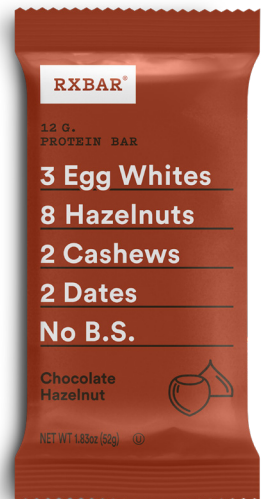 RXBAR®
12 G.
PROTEIN BAR
3 Egg Whites
8 Hazelnuts
2 Cashews
2 Dates
No B.S.
Chocolate
Hazelnut
NET WT 1.83oz (52g) Ⓤ